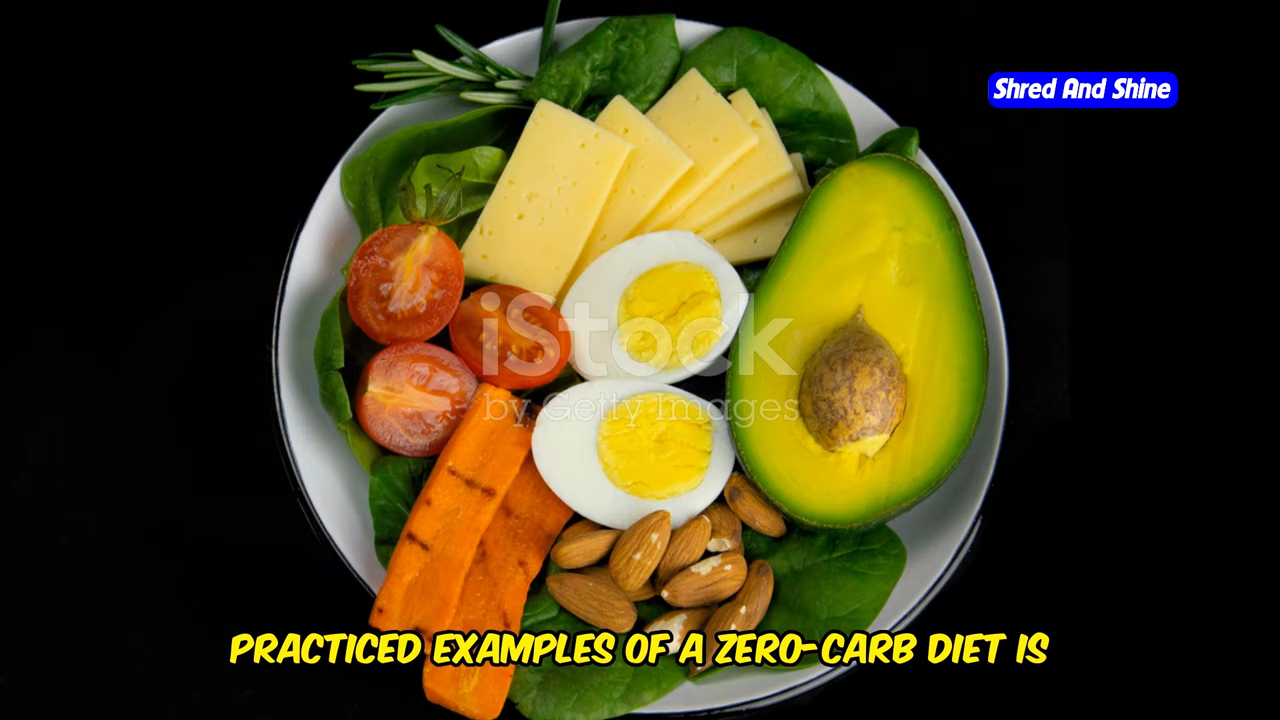 Shred And Shine
iStock
by Getty Images
PRACTICED EXAMPLES OF A ZERO-CARB DIET IS